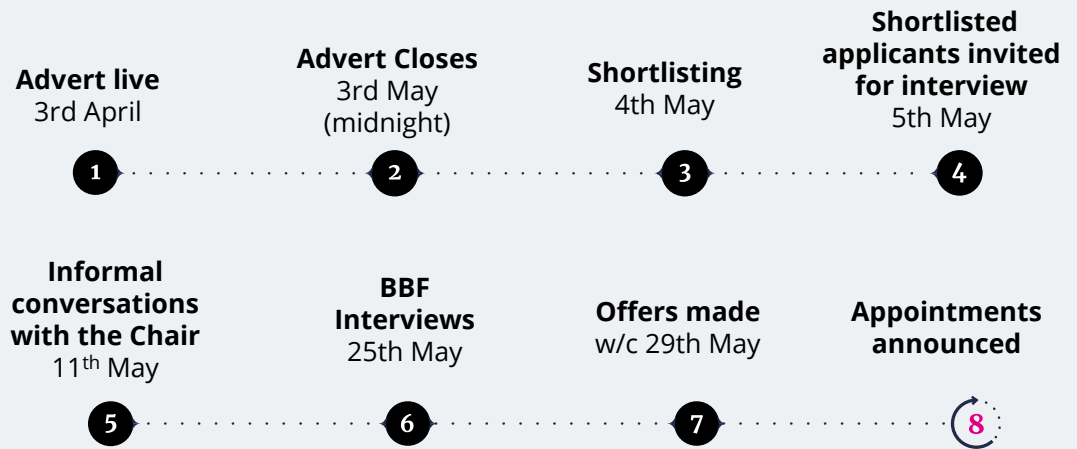 Advert live
3rd April
Advert Closes
3rd May
(midnight)
Shortlisting
4th May
Shortlisted
applicants invited
for interview
5th May
1
2
3
4
Informal
conversations
with the Chair
11th May
BBF
Interviews
25th May
Offers made
w/c 29th May
Appointments
announced
5
6
7
8